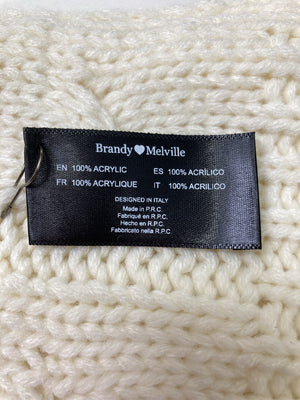 Brandy♥Melville
EN 100% ACRYLIC ES 100% ACRÍLICO
FR 100% ACRYLIQUE IT 100% ACRILICO
DESIGNED IN ITALY
Made in P.R.C.
Fabriqué en R.P.C.
Hecho en R.P.C.
Fabbricato nella R.P.C.